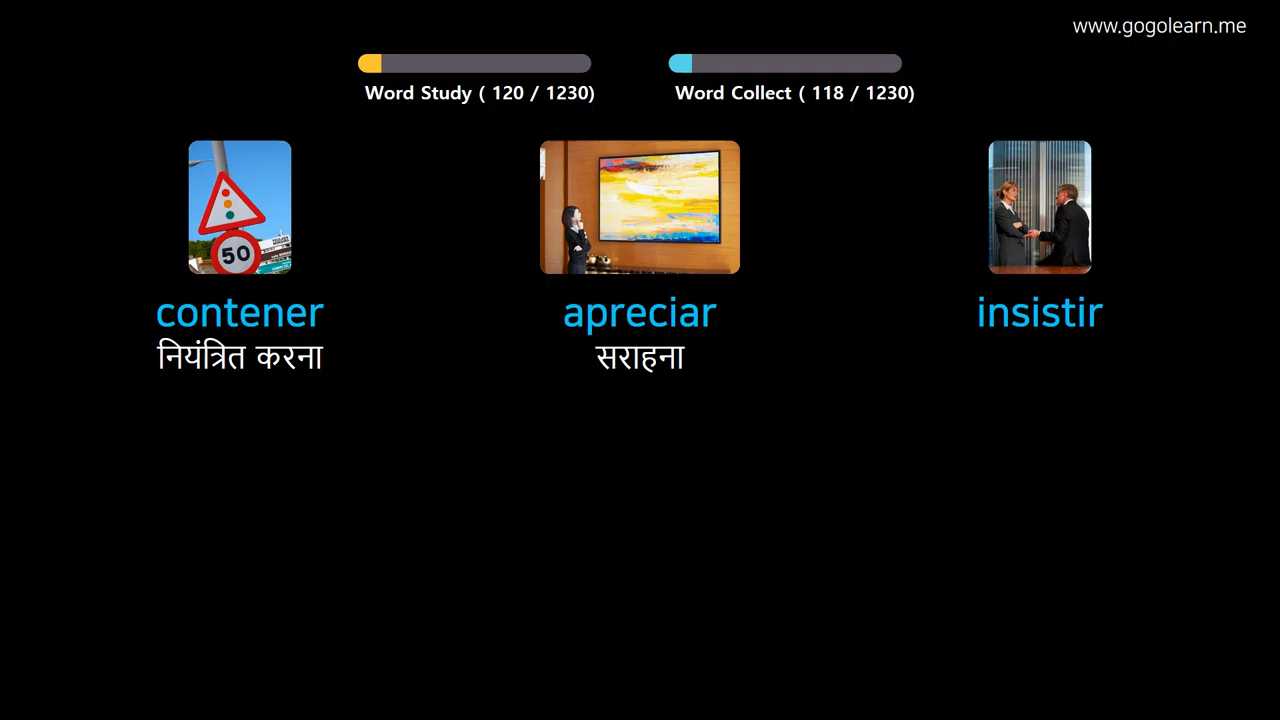 www.gogolearn.me
Word Study ( 120 / 1230)
Word Collect ( 118 / 1230)
50
contener
apreciar
insistir
नियंत्रित करना
सराहना